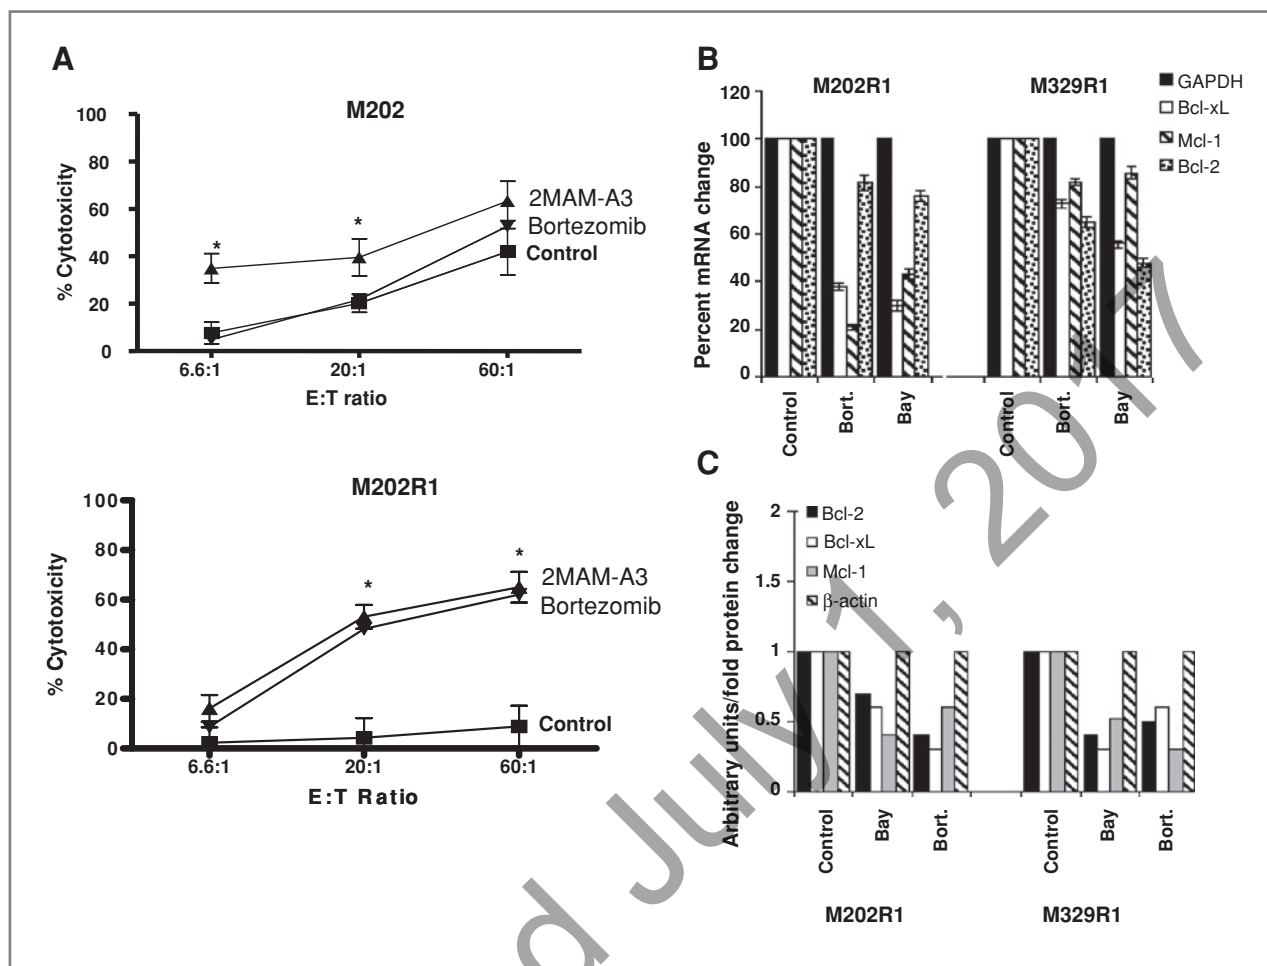 A
M202
% Cytotoxicity
100
80
60
40
20
0
*
*
2MAM-A3
Bortezomib
Control
6.6:1 20:1 60:1
E:T ratio
M202R1
% Cytotoxicity
100
80
60
40
20
0
*
*
2MAM-A3
Bortezomib
Control
6.6:1 20:1 60:1
E:T Ratio
B
M202R1 M329R1
Percent mRNA change
120
100
80
60
40
20
0
GAPDH
Bcl-xL
Mcl-1
Bcl-2
Control Bort. Bay Control Bort. Bay
C
Arbitrary units/fold protein change
2
1.5
1
0.5
0
Bcl-2
Bcl-xL
Mcl-1
β-actin
Control Bay Bort. Control Bay Bort.
M202R1 M329R1
d July 1, 2017